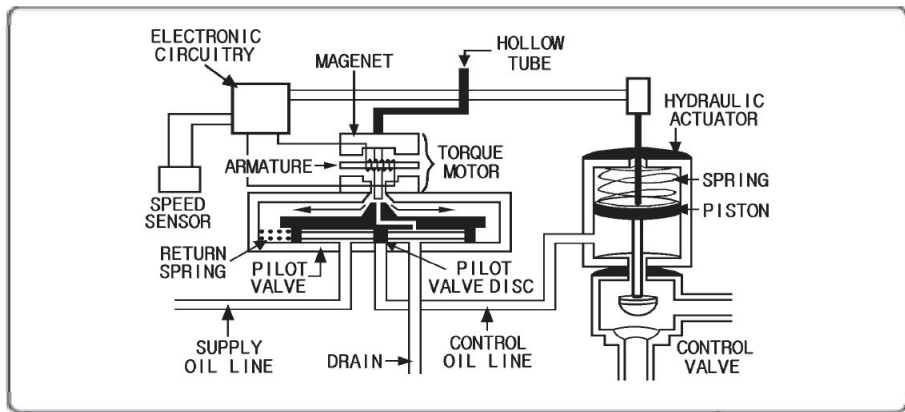 ELECTRONIC
CIRCUITRY
MAGENET
HOLLOW
TUBE
HYDRAULIC
ACTUATOR
ARMATURE
TORQUE
MOTOR
SPRING
PISTON
SPEED
SENSOR
RETURN
SPRING
PILOT
VALVE
PILOT
VALVE DISC
SUPPLY
OIL LINE
DRAIN
CONTROL
OIL LINE
CONTROL
VALVE